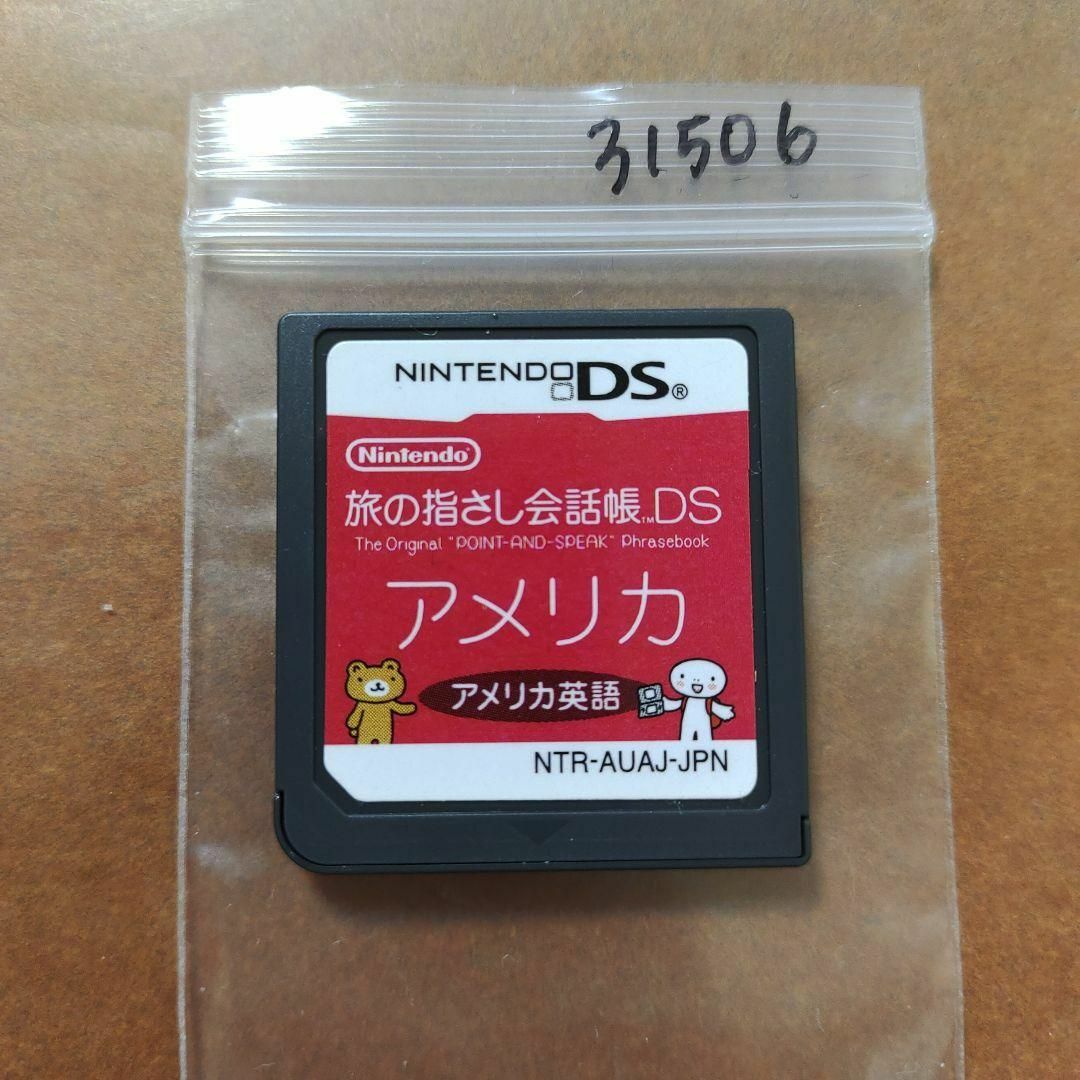 31506
NINTENDO DS®
Nintendo®
旅の指さし会話帳™DS
The Original "POINT-AND-SPEAK" Phrasebook
アメリカ
アメリカ英語
NTR-AUAJ-JPN